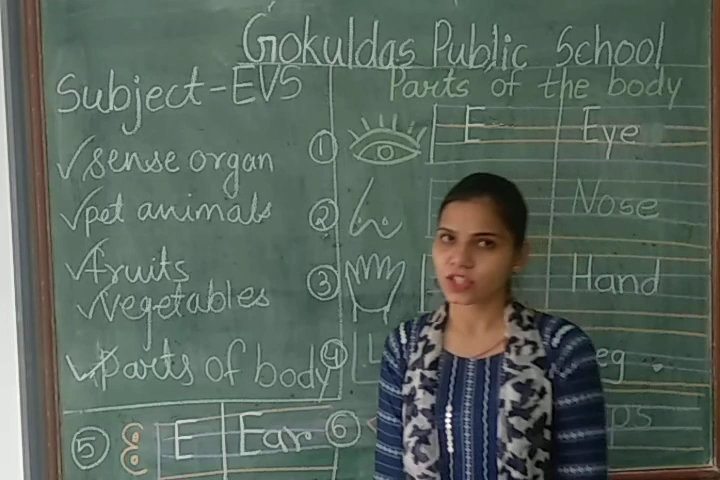 Gokuldas Public School
Subject-EVS
✓sense organ
✓pet animals
✓fruits
✓vegetables
✓Parts of body
Parts of the body
① E Eye
② Nose
③ Hand
④ eg
⑤ E Ear
⑥ ps